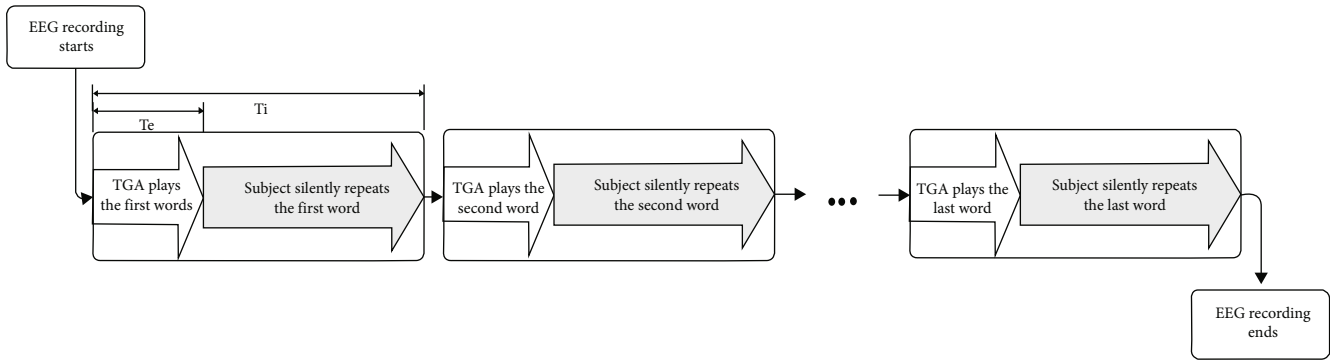 EEG recording
starts
Ti
Te
TGA plays
the first words
Subject silently repeats
the first word
TGA plays the
second word
Subject silently repeats
the second word
TGA plays the
last word
Subject silently repeats
the last word
EEG recording
ends